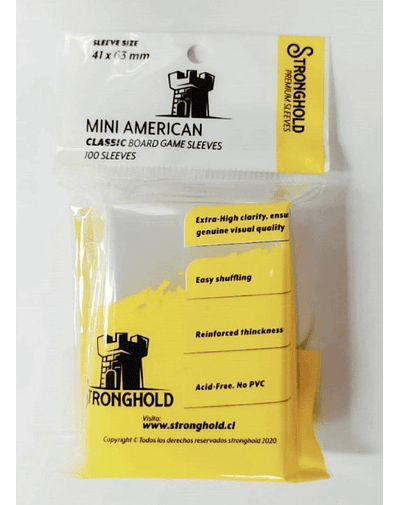 SLEEVE SIZE
41 x 63 mm
STRONGHOLD
PREMIUM SLEEVES
MINI AMERICAN
CLASSIC BOARD GAME SLEEVES
100 SLEEVES
Extra-High clarity, ensu
genuine visual quality
Easy shuffling
Reinforced thinckness
Acid-Free. No PVC
STRONGHOLD
Visita:
www.stronghold.cl
Copyright © Todos los derechos reservados stronghold 2020